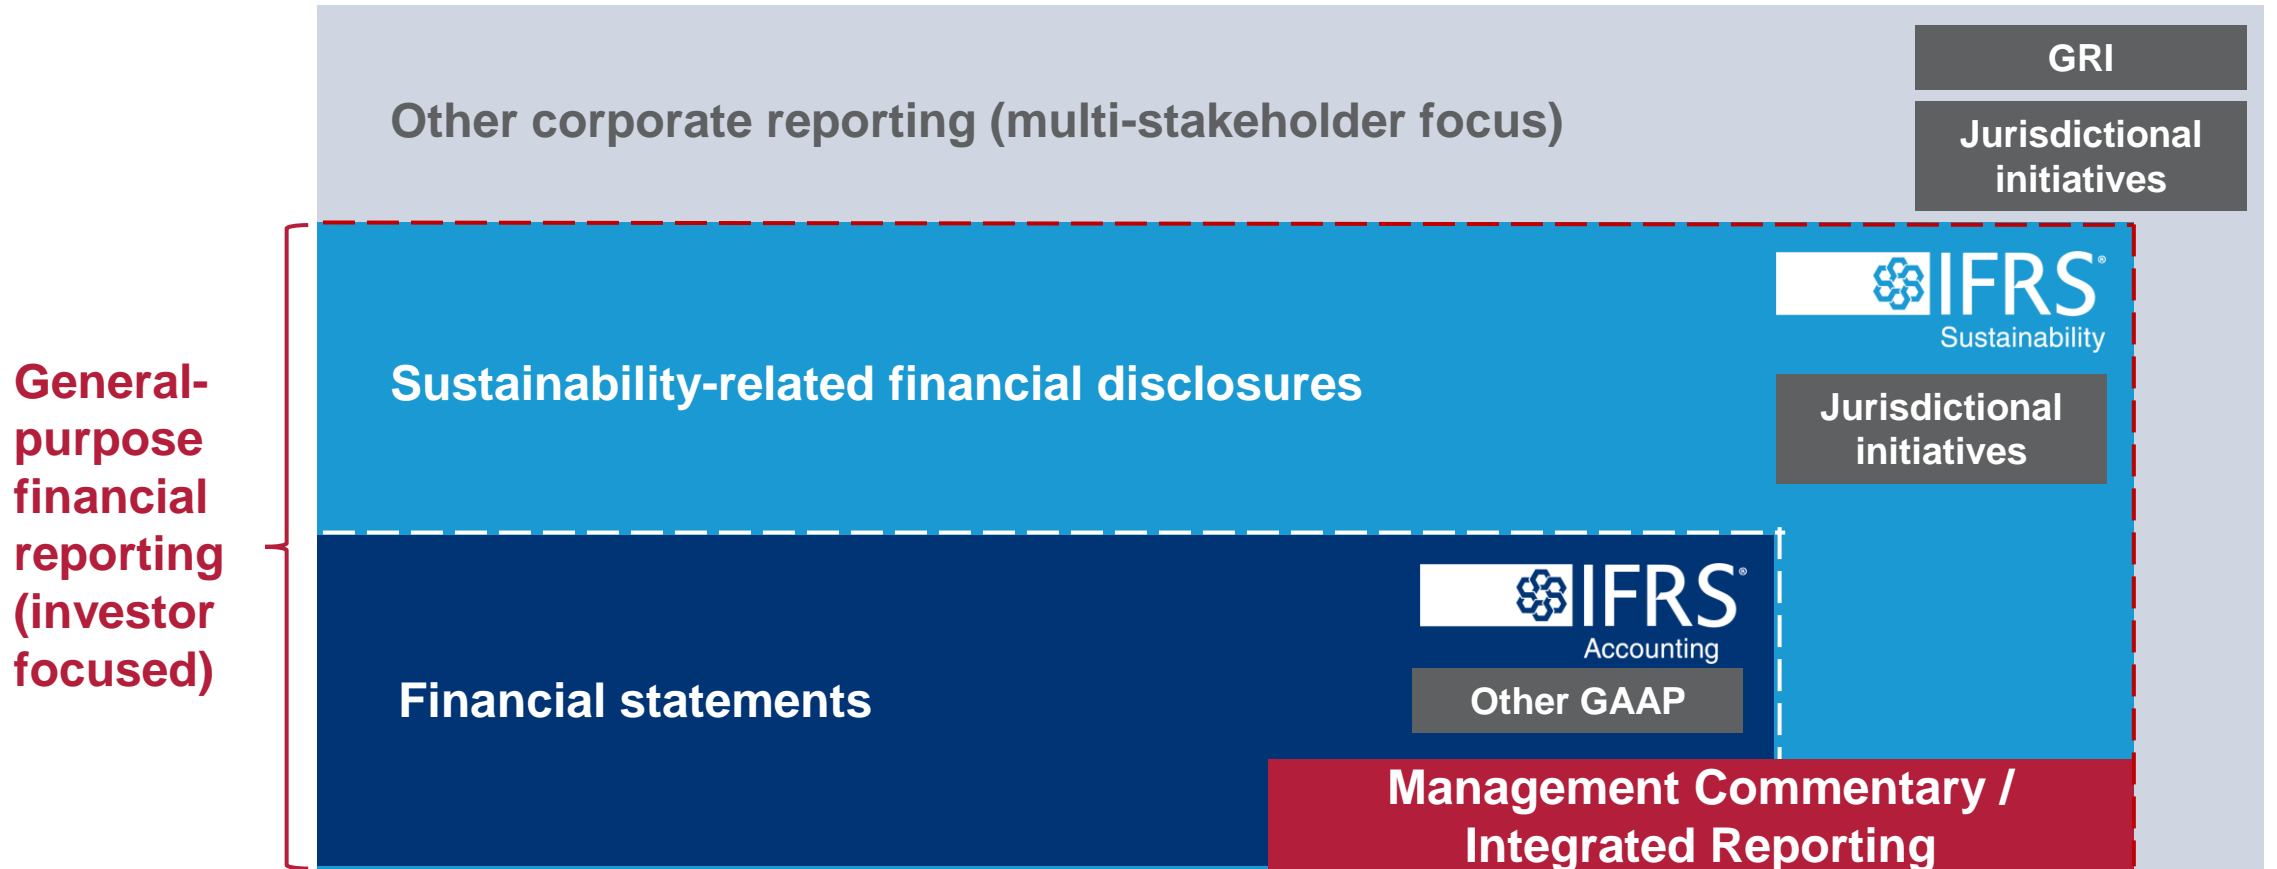 GRI
Other corporate reporting (multi-stakeholder focus)
Jurisdictional
initiatives
General-
purpose
financial
reporting
(investor
focused)
IFRS®
Sustainability
Sustainability-related financial disclosures
Jurisdictional
initiatives
IFRS®
Accounting
Financial statements
Other GAAP
Management Commentary /
Integrated Reporting